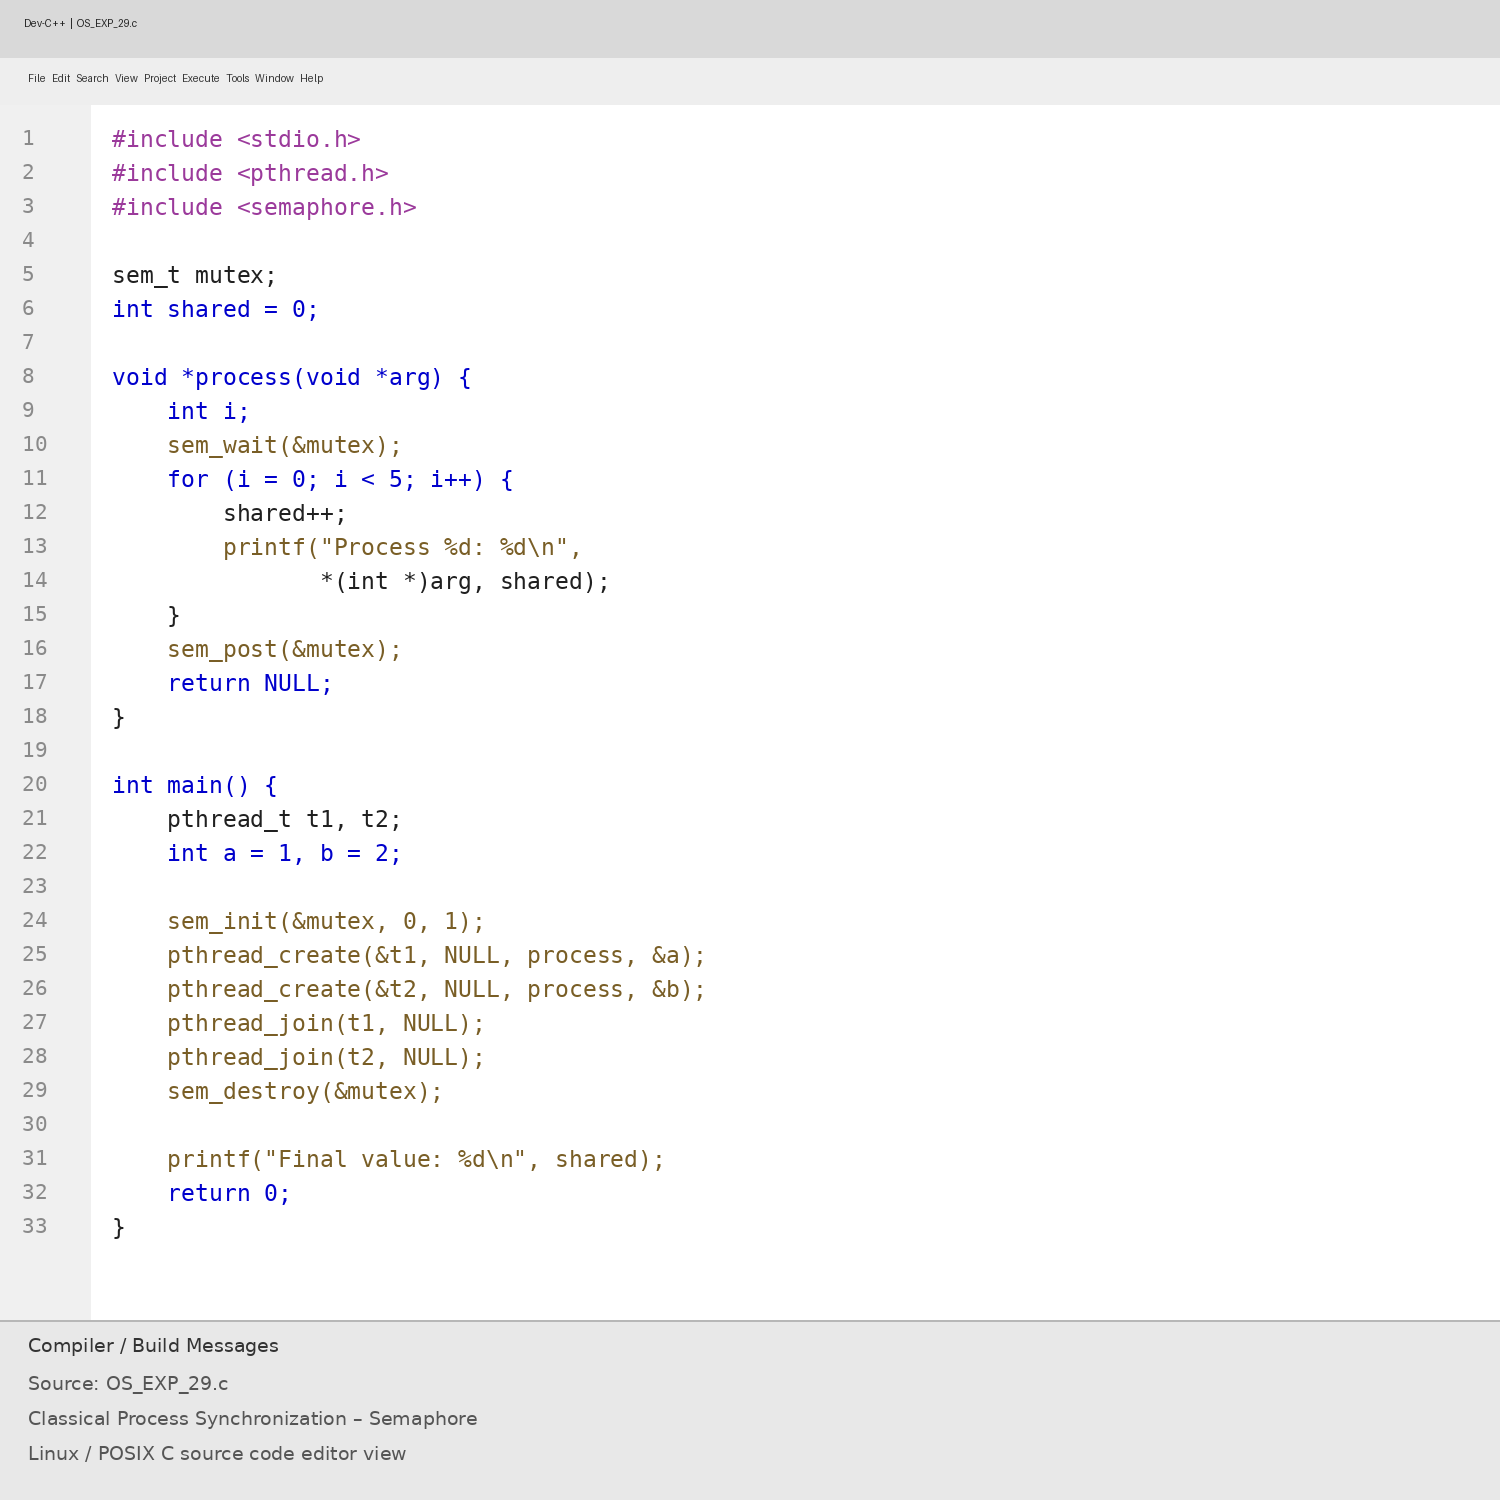 Dev-C++ | OS_EXP_29.c
File Edit Search View Project Execute Tools Window Help
1 #include <stdio.h>
2 #include <pthread.h>
3 #include <semaphore.h>
4
5 sem_t mutex;
6 int shared = 0;
7
8 void *process(void *arg) {
9     int i;
10     sem_wait(&mutex);
11     for (i = 0; i < 5; i++) {
12         shared++;
13         printf("Process %d: %d\n",
14                *(int *)arg, shared);
15     }
16     sem_post(&mutex);
17     return NULL;
18 }
19
20 int main() {
21     pthread_t t1, t2;
22     int a = 1, b = 2;
23
24     sem_init(&mutex, 0, 1);
25     pthread_create(&t1, NULL, process, &a);
26     pthread_create(&t2, NULL, process, &b);
27     pthread_join(t1, NULL);
28     pthread_join(t2, NULL);
29     sem_destroy(&mutex);
30
31     printf("Final value: %d\n", shared);
32     return 0;
33 }
Compiler / Build Messages
Source: OS_EXP_29.c
Classical Process Synchronization – Semaphore
Linux / POSIX C source code editor view